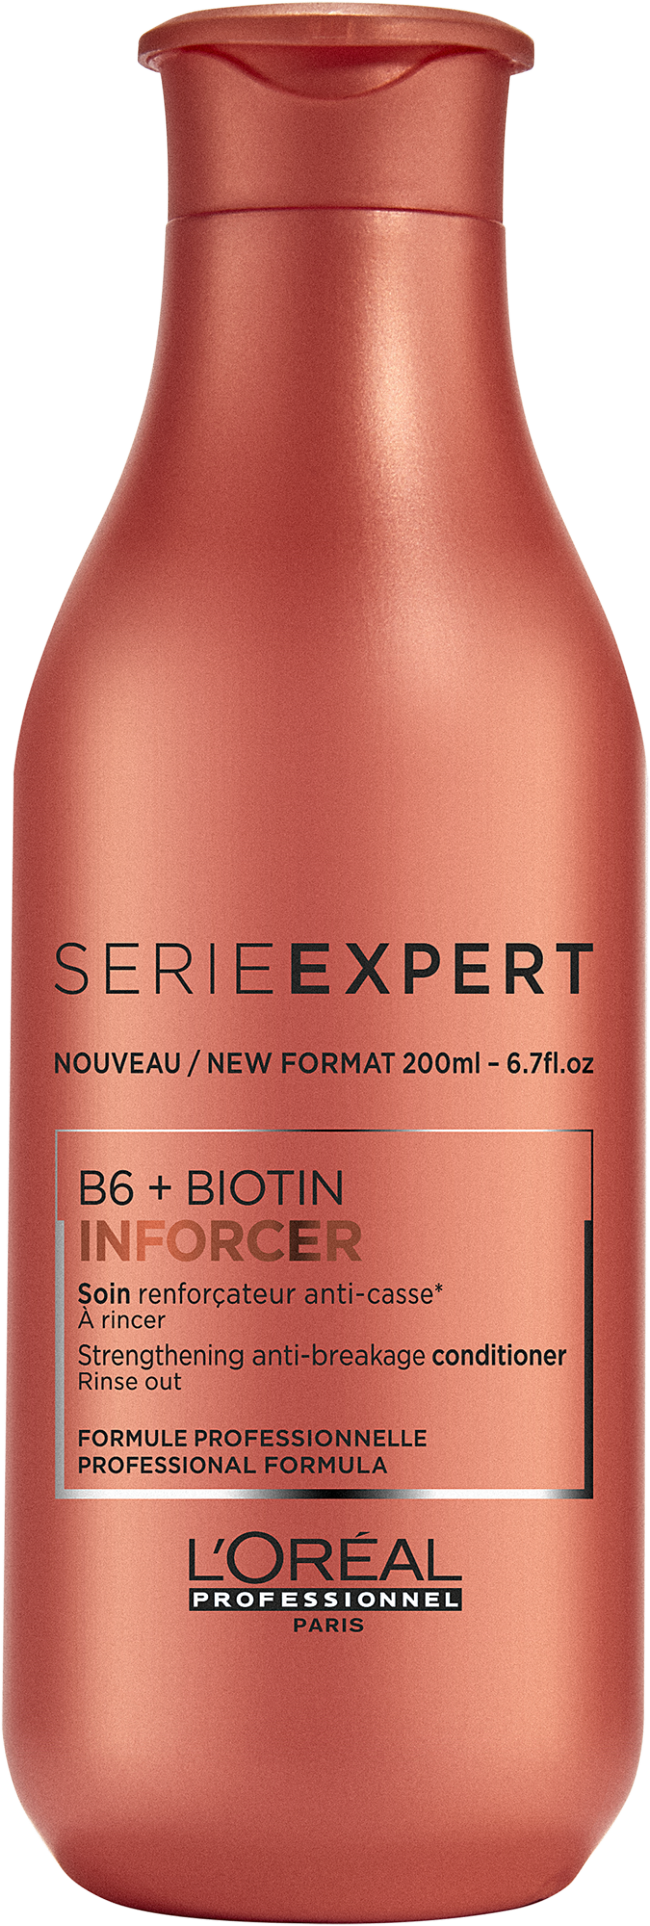 SERIEEXPERT
NOUVEAU / NEW FORMAT 200ml - 6.7fl.oz
B6 + BIOTIN
INFORCER
Soin renforçateur anti-casse*
À rincer
Strengthening anti-breakage conditioner
Rinse out
FORMULE PROFESSIONNELLE
PROFESSIONAL FORMULA
L'ORÉAL
PROFESSIONNEL
PARIS